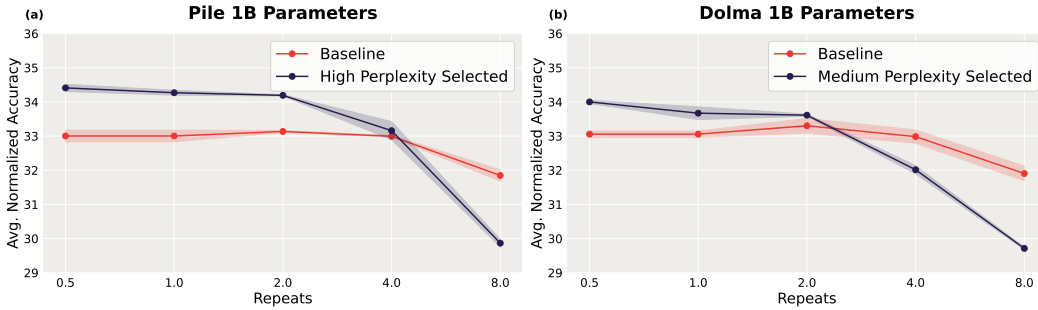 (a)
Pile 1B Parameters
Avg. Normalized Accuracy
36
35
34
33
32
31
30
29
Baseline
High Perplexity Selected
0.5 1.0 2.0 4.0 8.0
Repeats
(b)
Dolma 1B Parameters
Avg. Normalized Accuracy
36
35
34
33
32
31
30
29
Baseline
Medium Perplexity Selected
0.5 1.0 2.0 4.0 8.0
Repeats